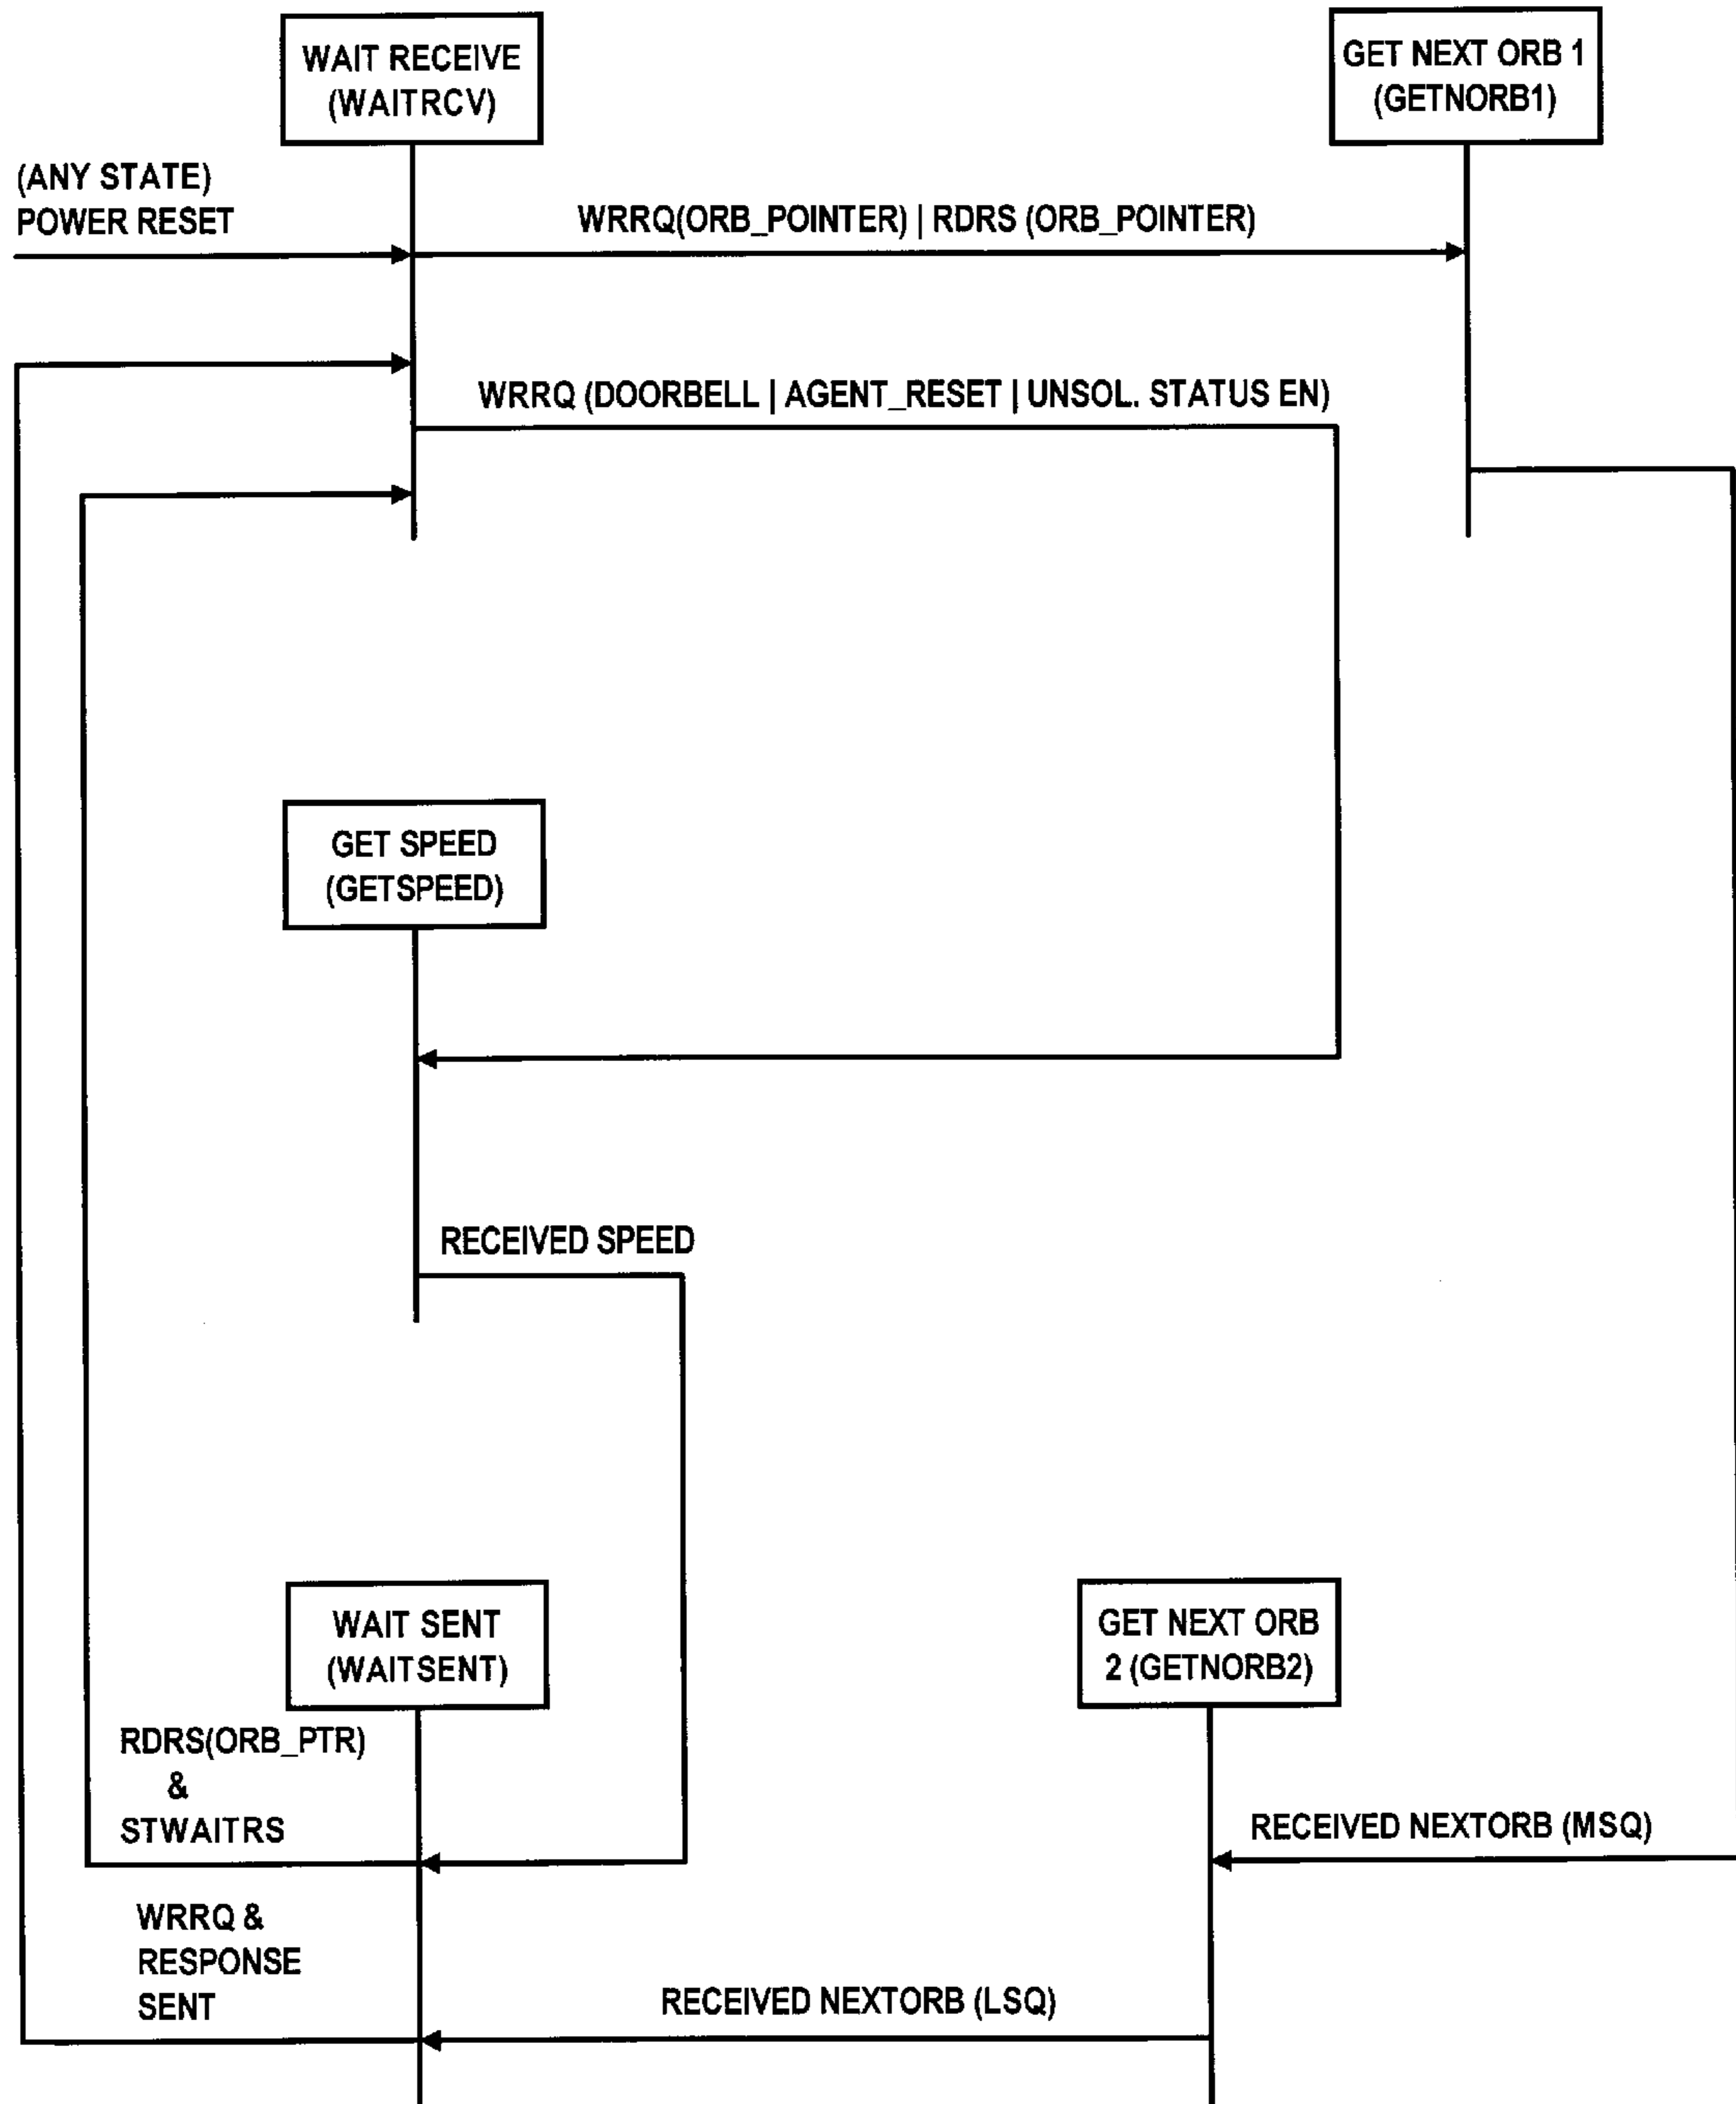 WAIT RECEIVE
(WAITRCV)
GET NEXT ORB 1
(GETNORB1)
(ANY STATE)
POWER RESET
WRRQ(ORB_POINTER) | RDRS (ORB_POINTER)
WRRQ (DOORBELL | AGENT_RESET | UNSOL. STATUS EN)
GET SPEED
(GETSPEED)
RECEIVED SPEED
WAIT SENT
(WAITSENT)
GET NEXT ORB
2 (GETNORB2)
RDRS(ORB_PTR)
&
STWAITRS
RECEIVED NEXTORB (MSQ)
WRRQ &
RESPONSE
SENT
RECEIVED NEXTORB (LSQ)